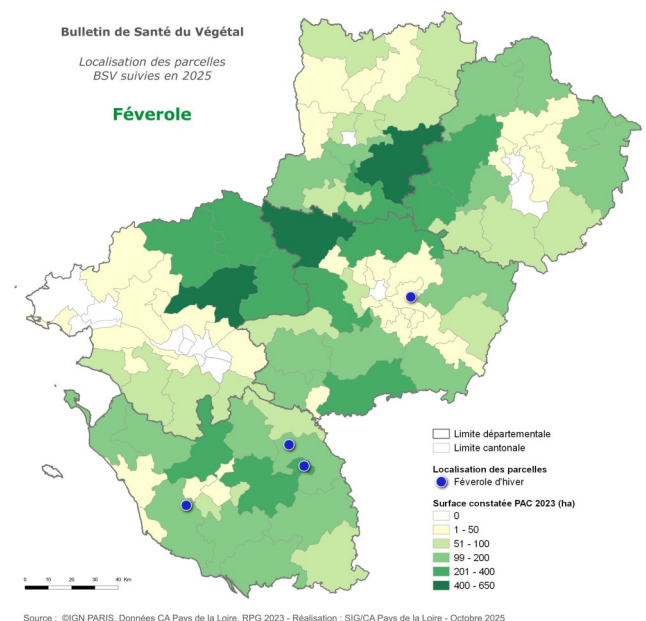 Bulletin de Santé du Végétal
Localisation des parcelles
BSV suivies en 2025
Féverole
Limite départementale
Limite cantonale
Localisation des parcelles
Féverole d'hiver
Surface constatée PAC 2023 (ha)
0
1 - 50
51 - 100
99 - 200
201 - 400
400 - 650
0 10 20 30 40 Km
Source : ©IGN PARIS, Données CA Pays de la Loire, RPG 2023 - Réalisation : SIG/CA Pays de la Loire - Octobre 2025